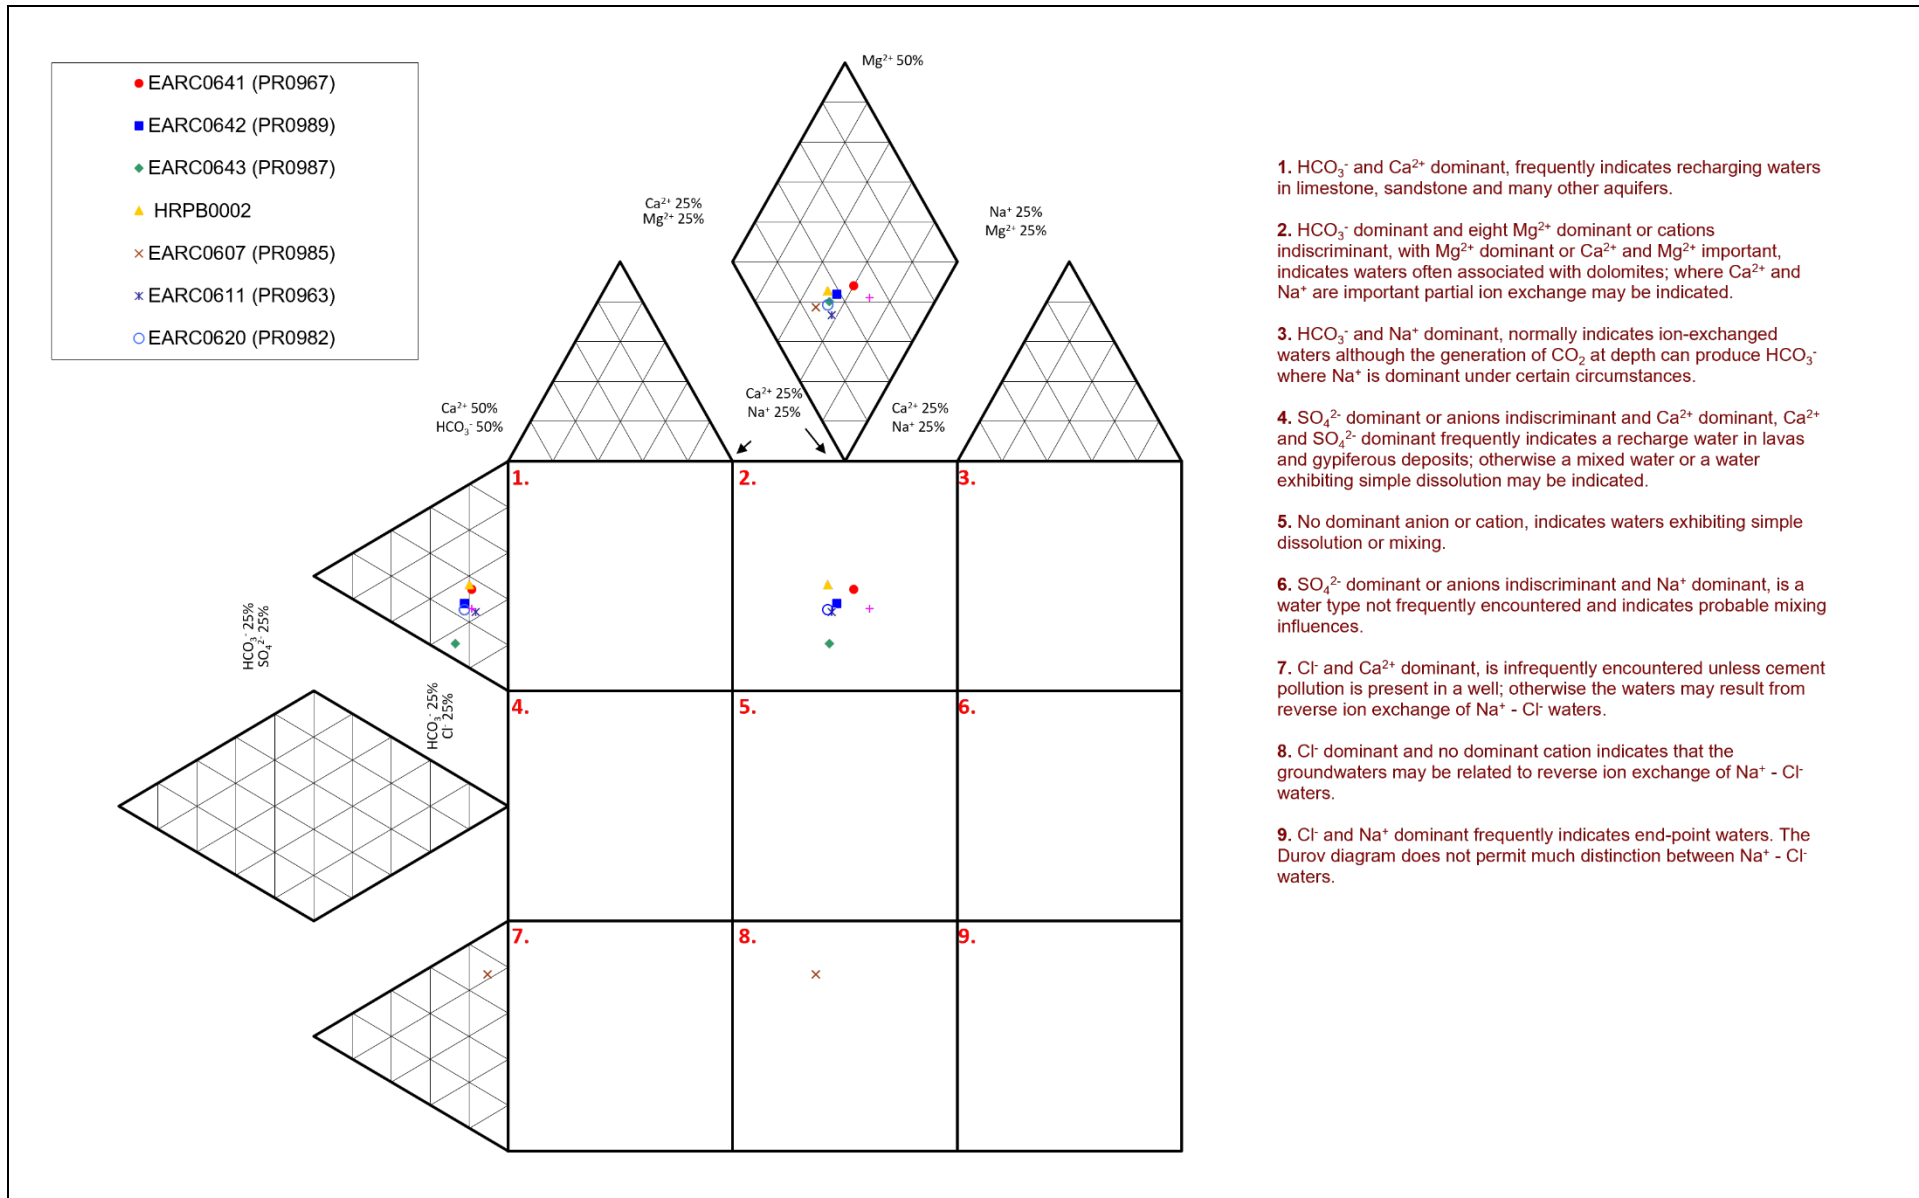 EARC0641 (PR0967)
EARC0642 (PR0989)
EARC0643 (PR0987)
HRPB0002
EARC0607 (PR0985)
EARC0611 (PR0963)
EARC0620 (PR0982)
Mg²⁺ 50%
Ca²⁺ 25%
Mg²⁺ 25%
Na⁺ 25%
Mg²⁺ 25%
Ca²⁺ 50%
HCO₃⁻ 50%
Ca²⁺ 25%
Na⁺ 25%
Ca²⁺ 25%
Na⁺ 25%
HCO₃⁻ 25%
SO₄²⁻ 25%
HCO₃⁻ 25%
Cl⁻ 25%
1.
2.
3.
4.
5.
6.
7.
8.
9.
1. HCO₃⁻ and Ca²⁺ dominant, frequently indicates recharging waters
in limestone, sandstone and many other aquifers.
2. HCO₃⁻ dominant and eight Mg²⁺ dominant or cations
indiscriminant, with Mg²⁺ dominant or Ca²⁺ and Mg²⁺ important,
indicates waters often associated with dolomites; where Ca²⁺ and
Na⁺ are important partial ion exchange may be indicated.
3. HCO₃⁻ and Na⁺ dominant, normally indicates ion-exchanged
waters although the generation of CO₂ at depth can produce HCO₃⁻
where Na⁺ is dominant under certain circumstances.
4. SO₄²⁻ dominant or anions indiscriminant and Ca²⁺ dominant, Ca²⁺
and SO₄²⁻ dominant frequently indicates a recharge water in lavas
and gypiferous deposits; otherwise a mixed water or a water
exhibiting simple dissolution may be indicated.
5. No dominant anion or cation, indicates waters exhibiting simple
dissolution or mixing.
6. SO₄²⁻ dominant or anions indiscriminant and Na⁺ dominant, is a
water type not frequently encountered and indicates probable mixing
influences.
7. Cl⁻ and Ca²⁺ dominant, is infrequently encountered unless cement
pollution is present in a well; otherwise the waters may result from
reverse ion exchange of Na⁺ - Cl⁻ waters.
8. Cl⁻ dominant and no dominant cation indicates that the
groundwaters may be related to reverse ion exchange of Na⁺ - Cl⁻
waters.
9. Cl⁻ and Na⁺ dominant frequently indicates end-point waters. The
Durov diagram does not permit much distinction between Na⁺ - Cl⁻
waters.